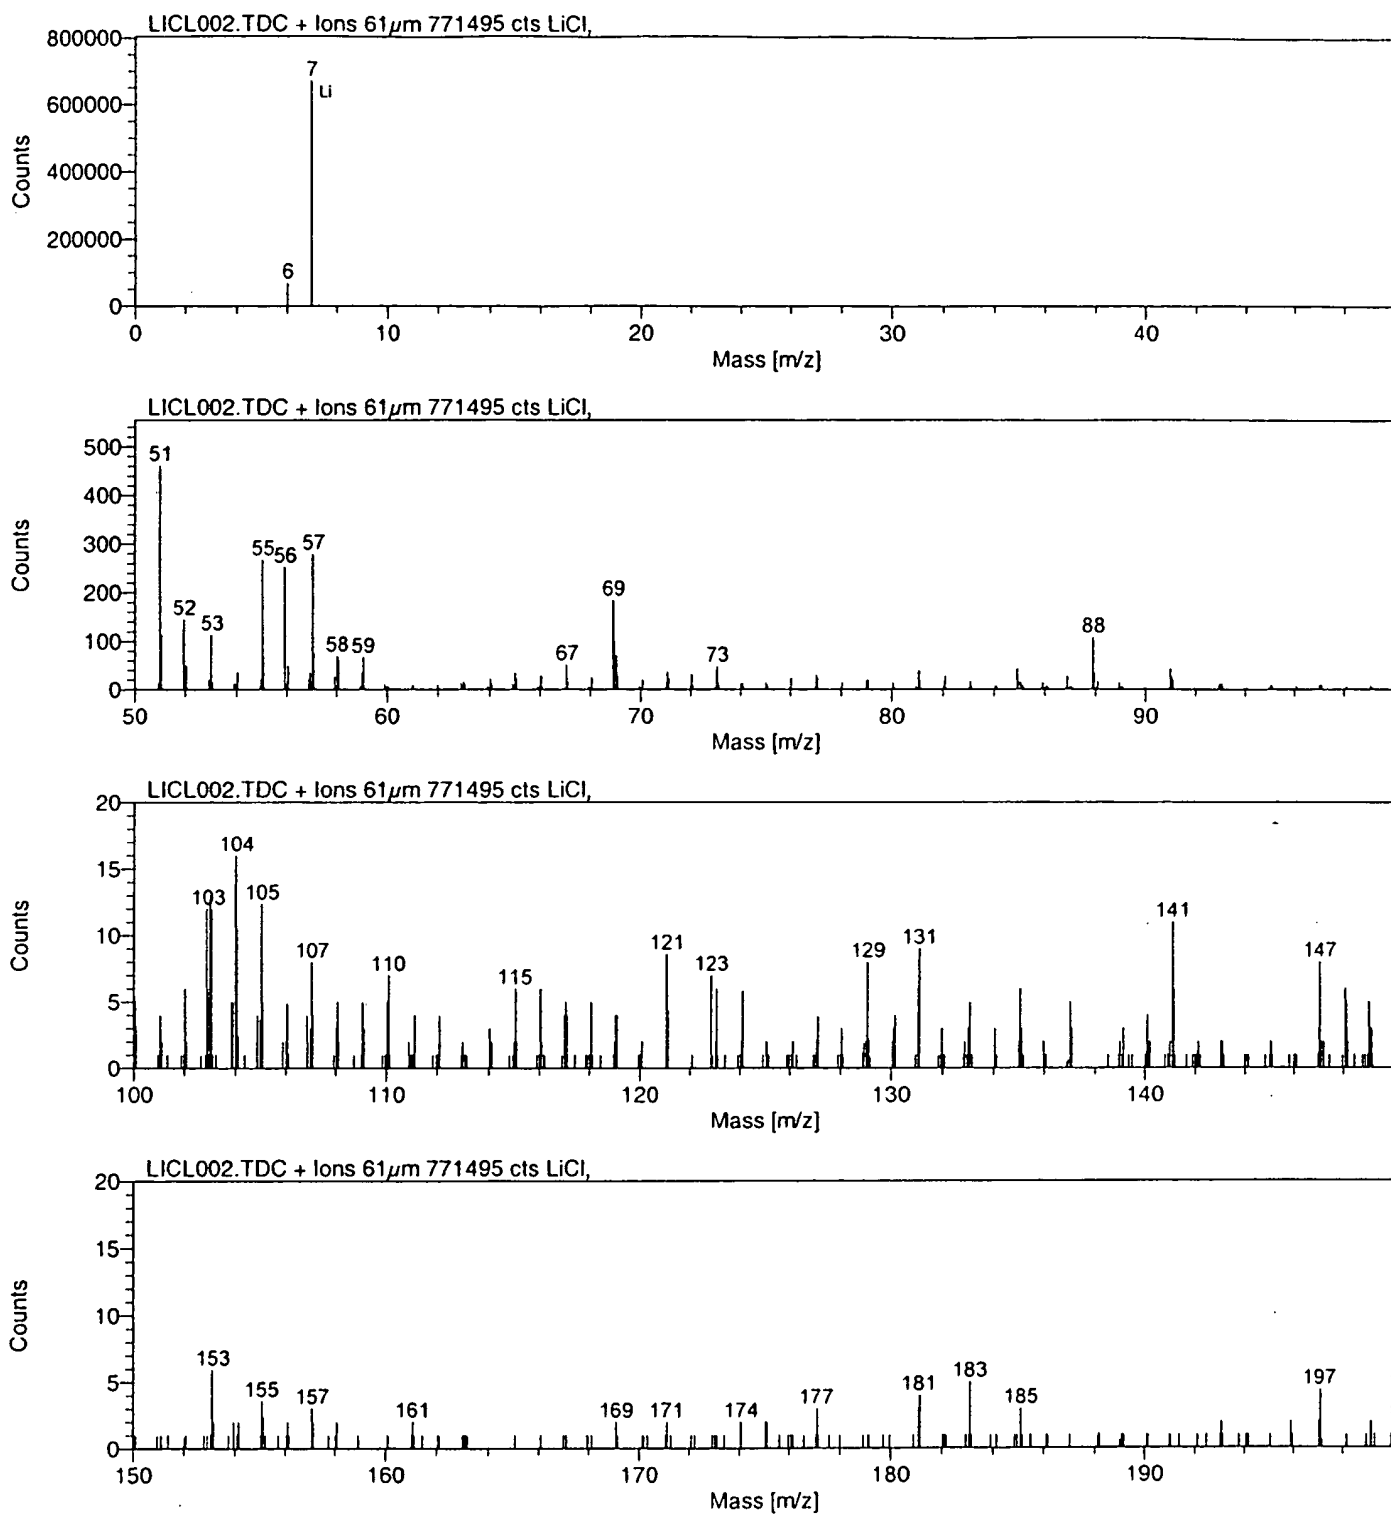 LICL002.TDC + Ions 61µm 771495 cts LiCl,
800000
600000
400000
200000
0
Counts
7
Li
6
0 10 20 30 40
Mass [m/z]
LICL002.TDC + Ions 61µm 771495 cts LiCl,
500
400
300
200
100
0
Counts
51 52 53 55 56 57 58 59 67 69 73 88
50 60 70 80 90
Mass [m/z]
LICL002.TDC + Ions 61µm 771495 cts LiCl,
20
15
10
5
0
Counts
103 104 105 107 110 115 121 123 129 131 141 147
100 110 120 130 140
Mass [m/z]
LICL002.TDC + Ions 61µm 771495 cts LiCl,
20
15
10
5
0
Counts
153 155 157 161 169 171 174 177 181 183 185 197
150 160 170 180 190
Mass [m/z]